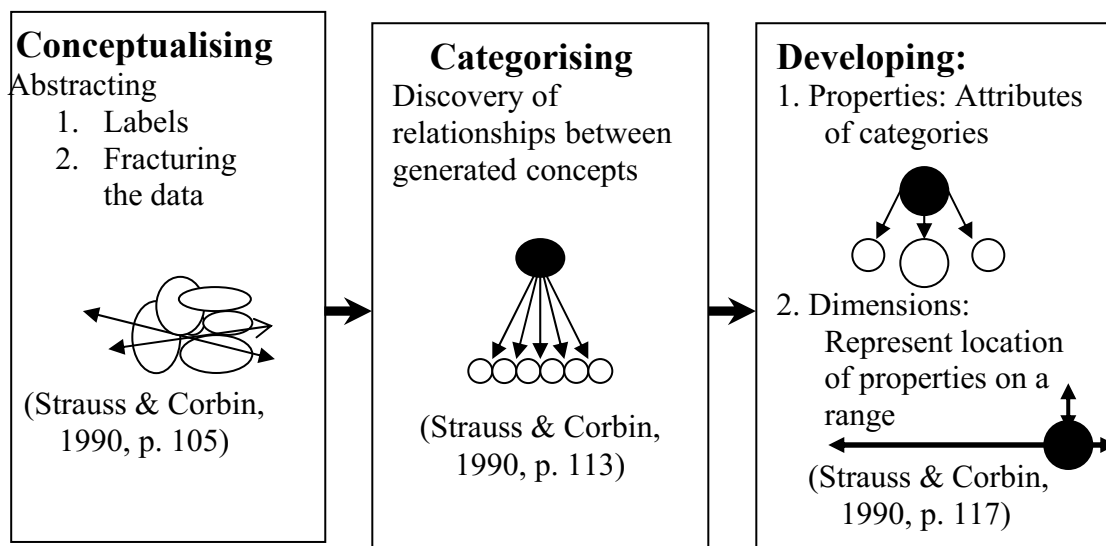 Conceptualising
Abstracting
1. Labels
2. Fracturing
the data
(Strauss & Corbin,
1990, p. 105)
Categorising
Discovery of
relationships between
generated concepts
(Strauss & Corbin,
1990, p. 113)
Developing:
1. Properties: Attributes
of categories
2. Dimensions:
Represent location
of properties on a
range
(Strauss & Corbin,
1990, p. 117)